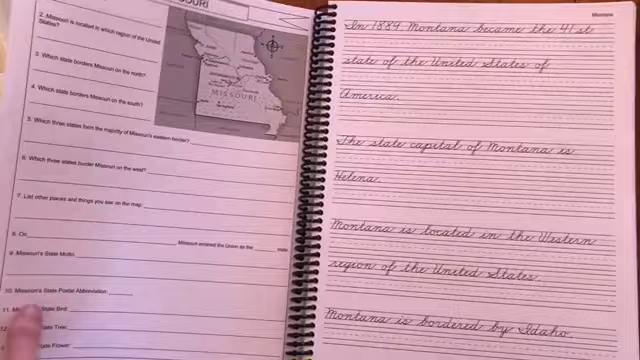 SOURI
2. Missouri is located in which region of the United
States?
3. Which state borders Missouri on the north?
4. Which state borders Missouri on the south?
5. Which three states form the majority of Missouri's eastern border?
6. Which three states border Missouri on the west?
7. List other places and things you see on the map:
8. On Missouri entered the Union as the state.
9. Missouri's State Motto:
10. Missouri's State Postal Abbreviation:
11. State Bird:
12. State Tree:
State Flower:
MISSOURI
Montana
In 1889, Montana became the 41st
state of the United States of
America.
The state capital of Montana is
Helena.
Montana is located in the Western
region of the United States.
Montana is bordered by Idaho,